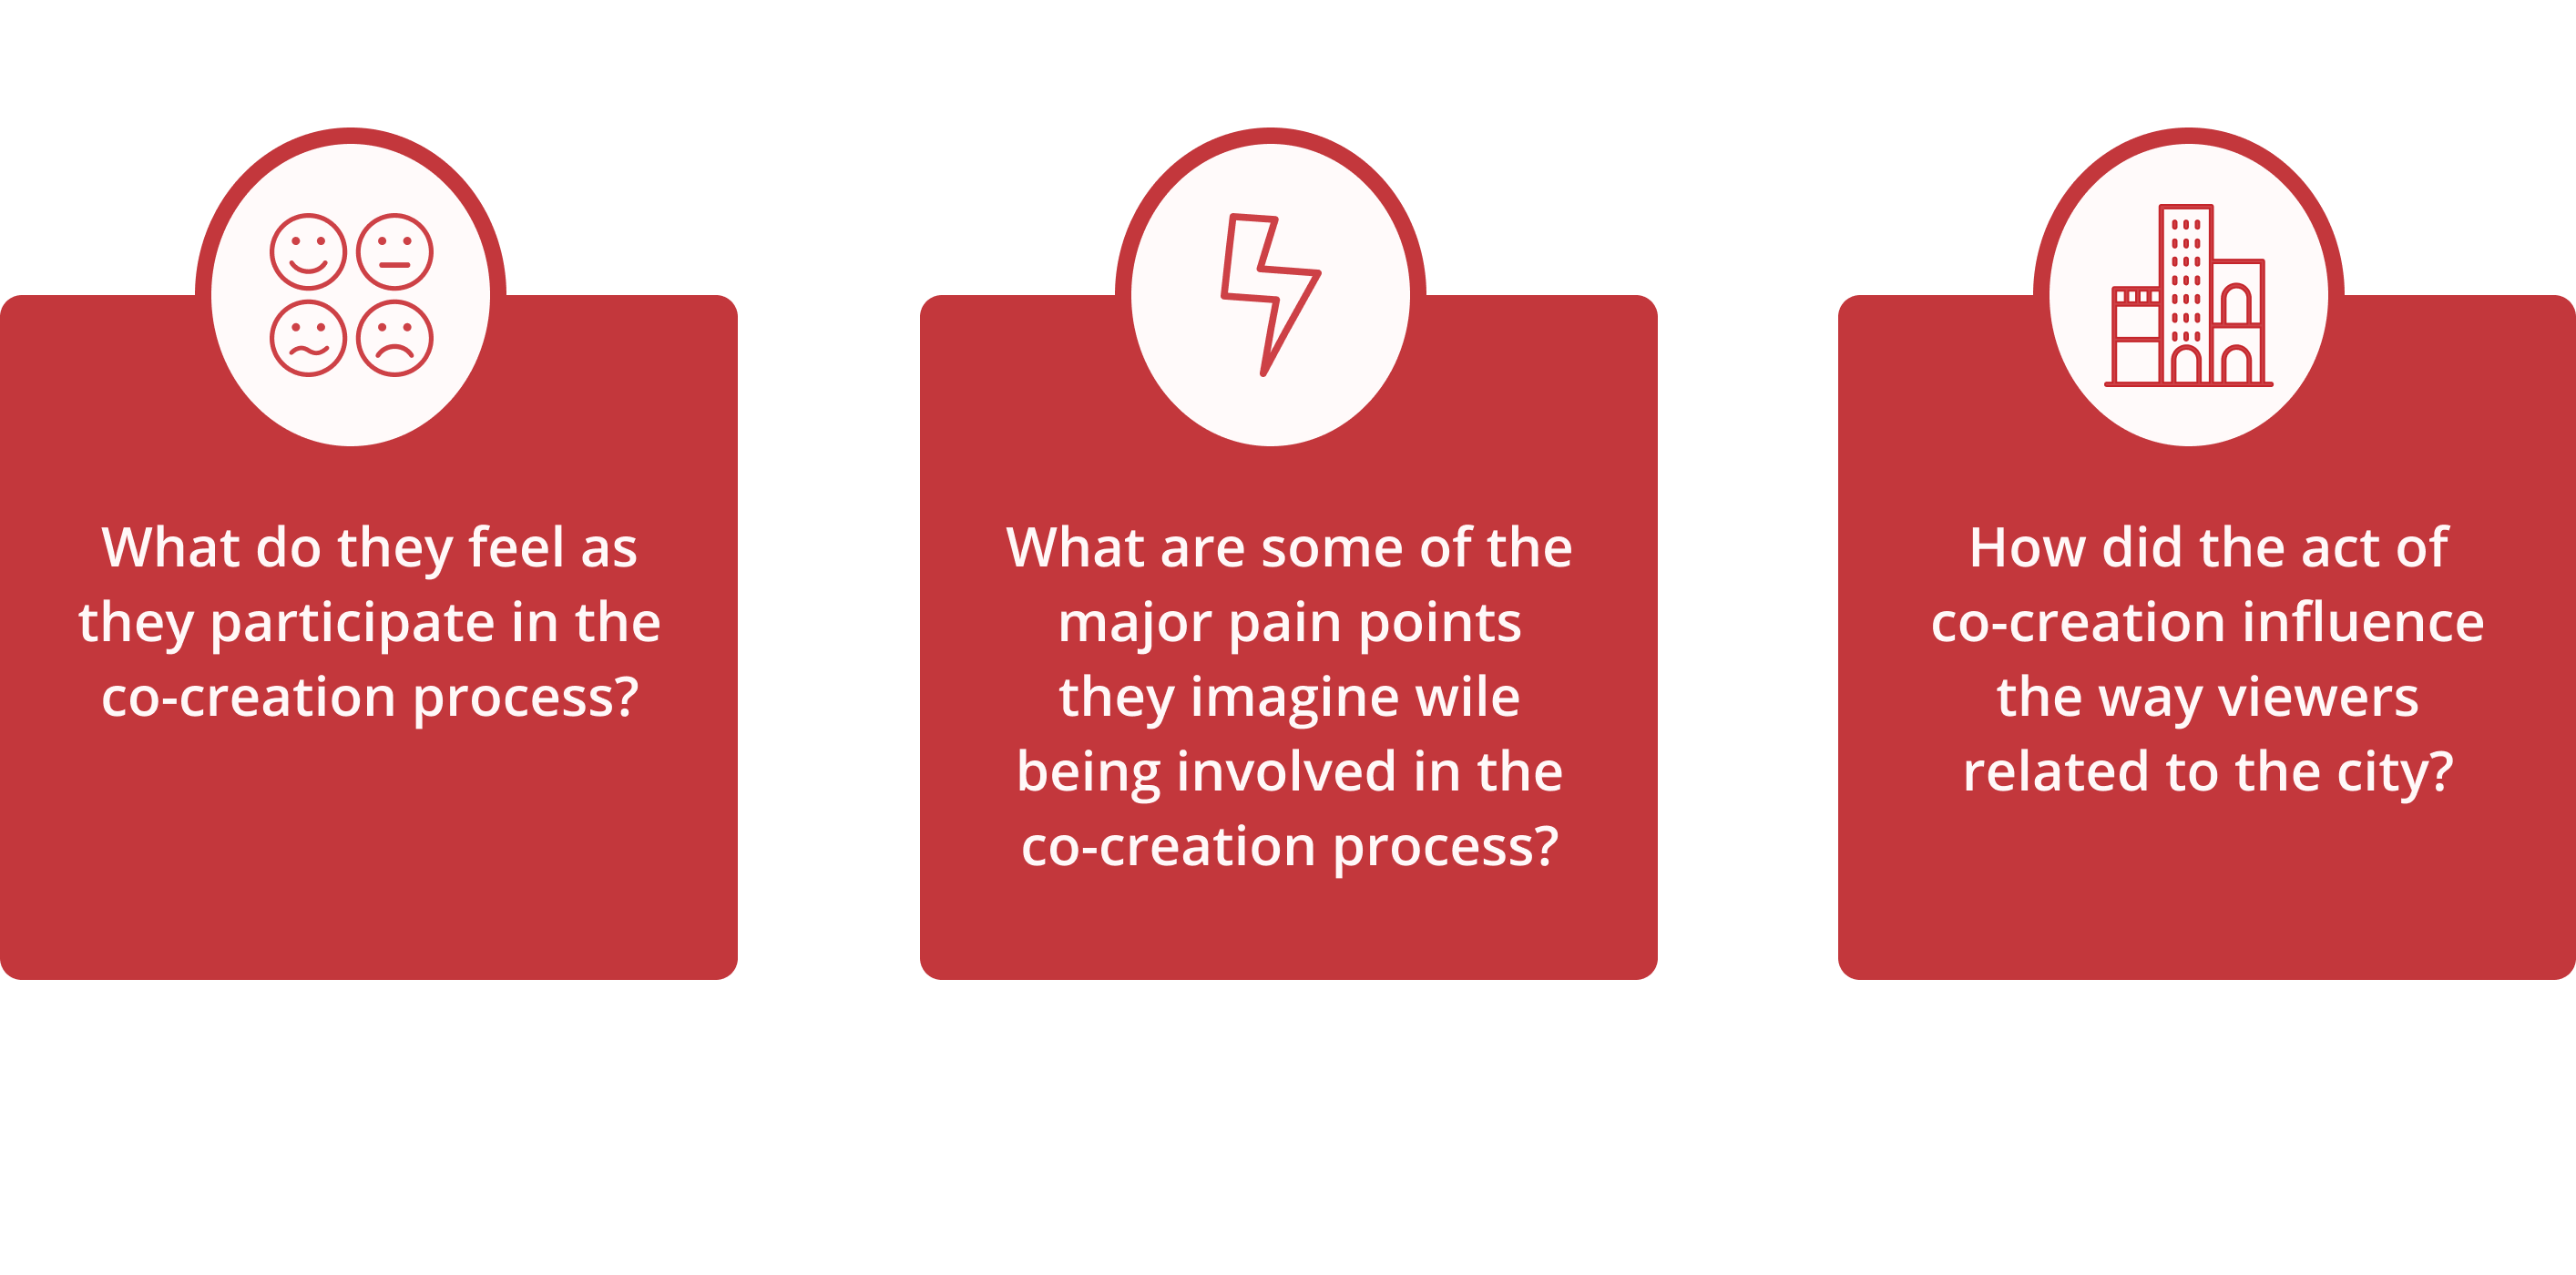 What do they feel as
they participate in the
co-creation process?
What are some of the
major pain points
they imagine wile
being involved in the
co-creation process?
How did the act of
co-creation influence
the way viewers
related to the city?